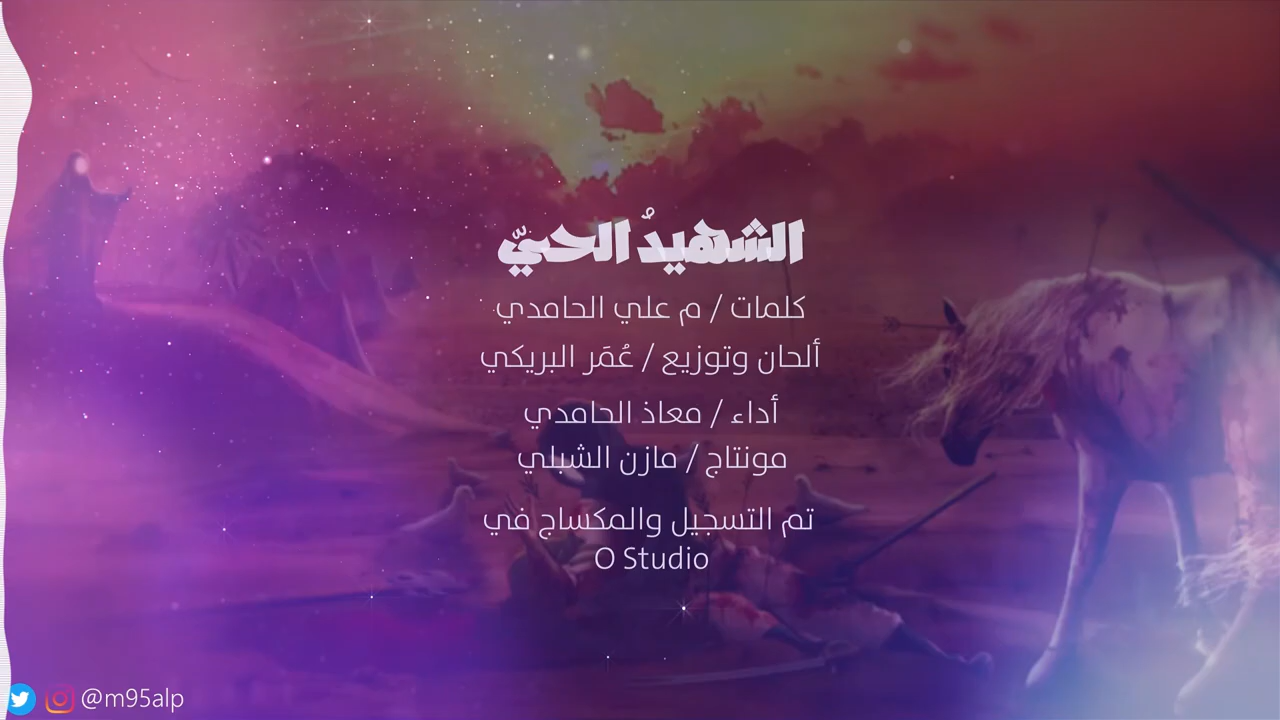 الشهيدُ الحيّ
كلمات / م علي الحامدي
ألحان وتوزيع / عُمَر البريكي
أداء / معاذ الحامدي
مونتاج / مازن الشبلي
تم التسجيل والمكساج في
O Studio
@m95alp